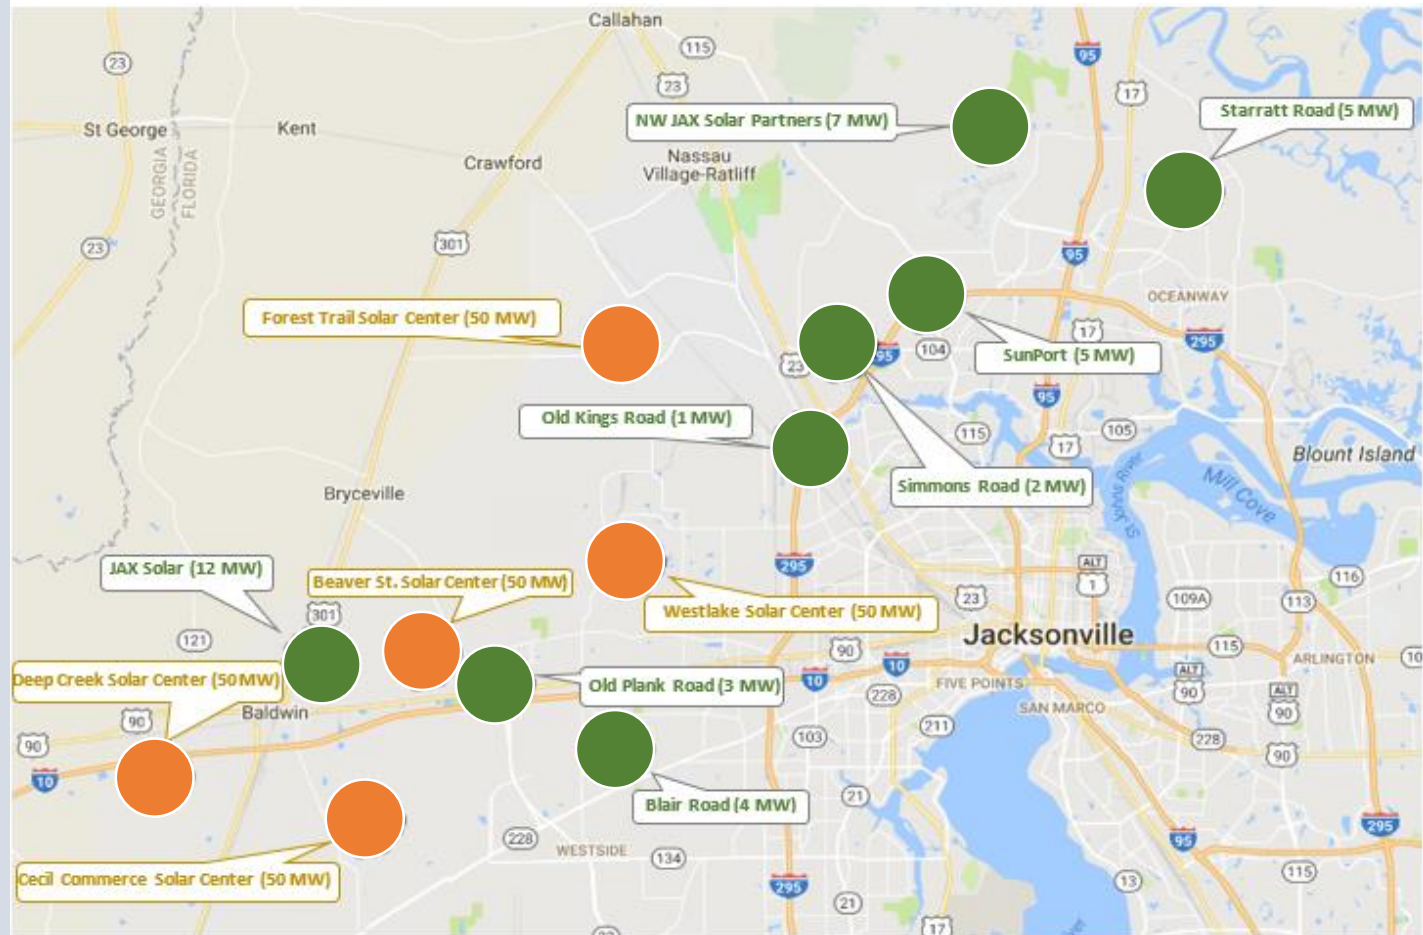 Callahan
115
95
23
23
17
NW JAX Solar Partners (7 MW)
Starratt Road (5 MW)
St George
Kent
Crawford
Nassau
Village-Ratliff
GEORGIA
FLORIDA
23
301
95
OCEANWAY
Forest Trail Solar Center (50 MW)
17
295
23
95
104
SunPort (5 MW)
95
Old Kings Road (1 MW)
115
105
17
Blount Island
Simmons Road (2 MW)
Mill Cove
St Johns River
Bryceville
JAX Solar (12 MW)
Beaver St. Solar Center (50 MW)
295
ALT
1
116
301
Westlake Solar Center (50 MW)
23
109A
113
121
Jacksonville
90
115
ARLINGTON
10
Deep Creek Solar Center (50 MW)
Old Plank Road (3 MW)
10
10
228
FIVE POINTS
ALT
90
ALT
90
SAN MARCO
Baldwin
90
90
103
211
228
90
10
Blair Road (4 MW)
21
228
WESTSIDE
134
95
295
Cecil Commerce Solar Center (50 MW)
295
21
13
115
17